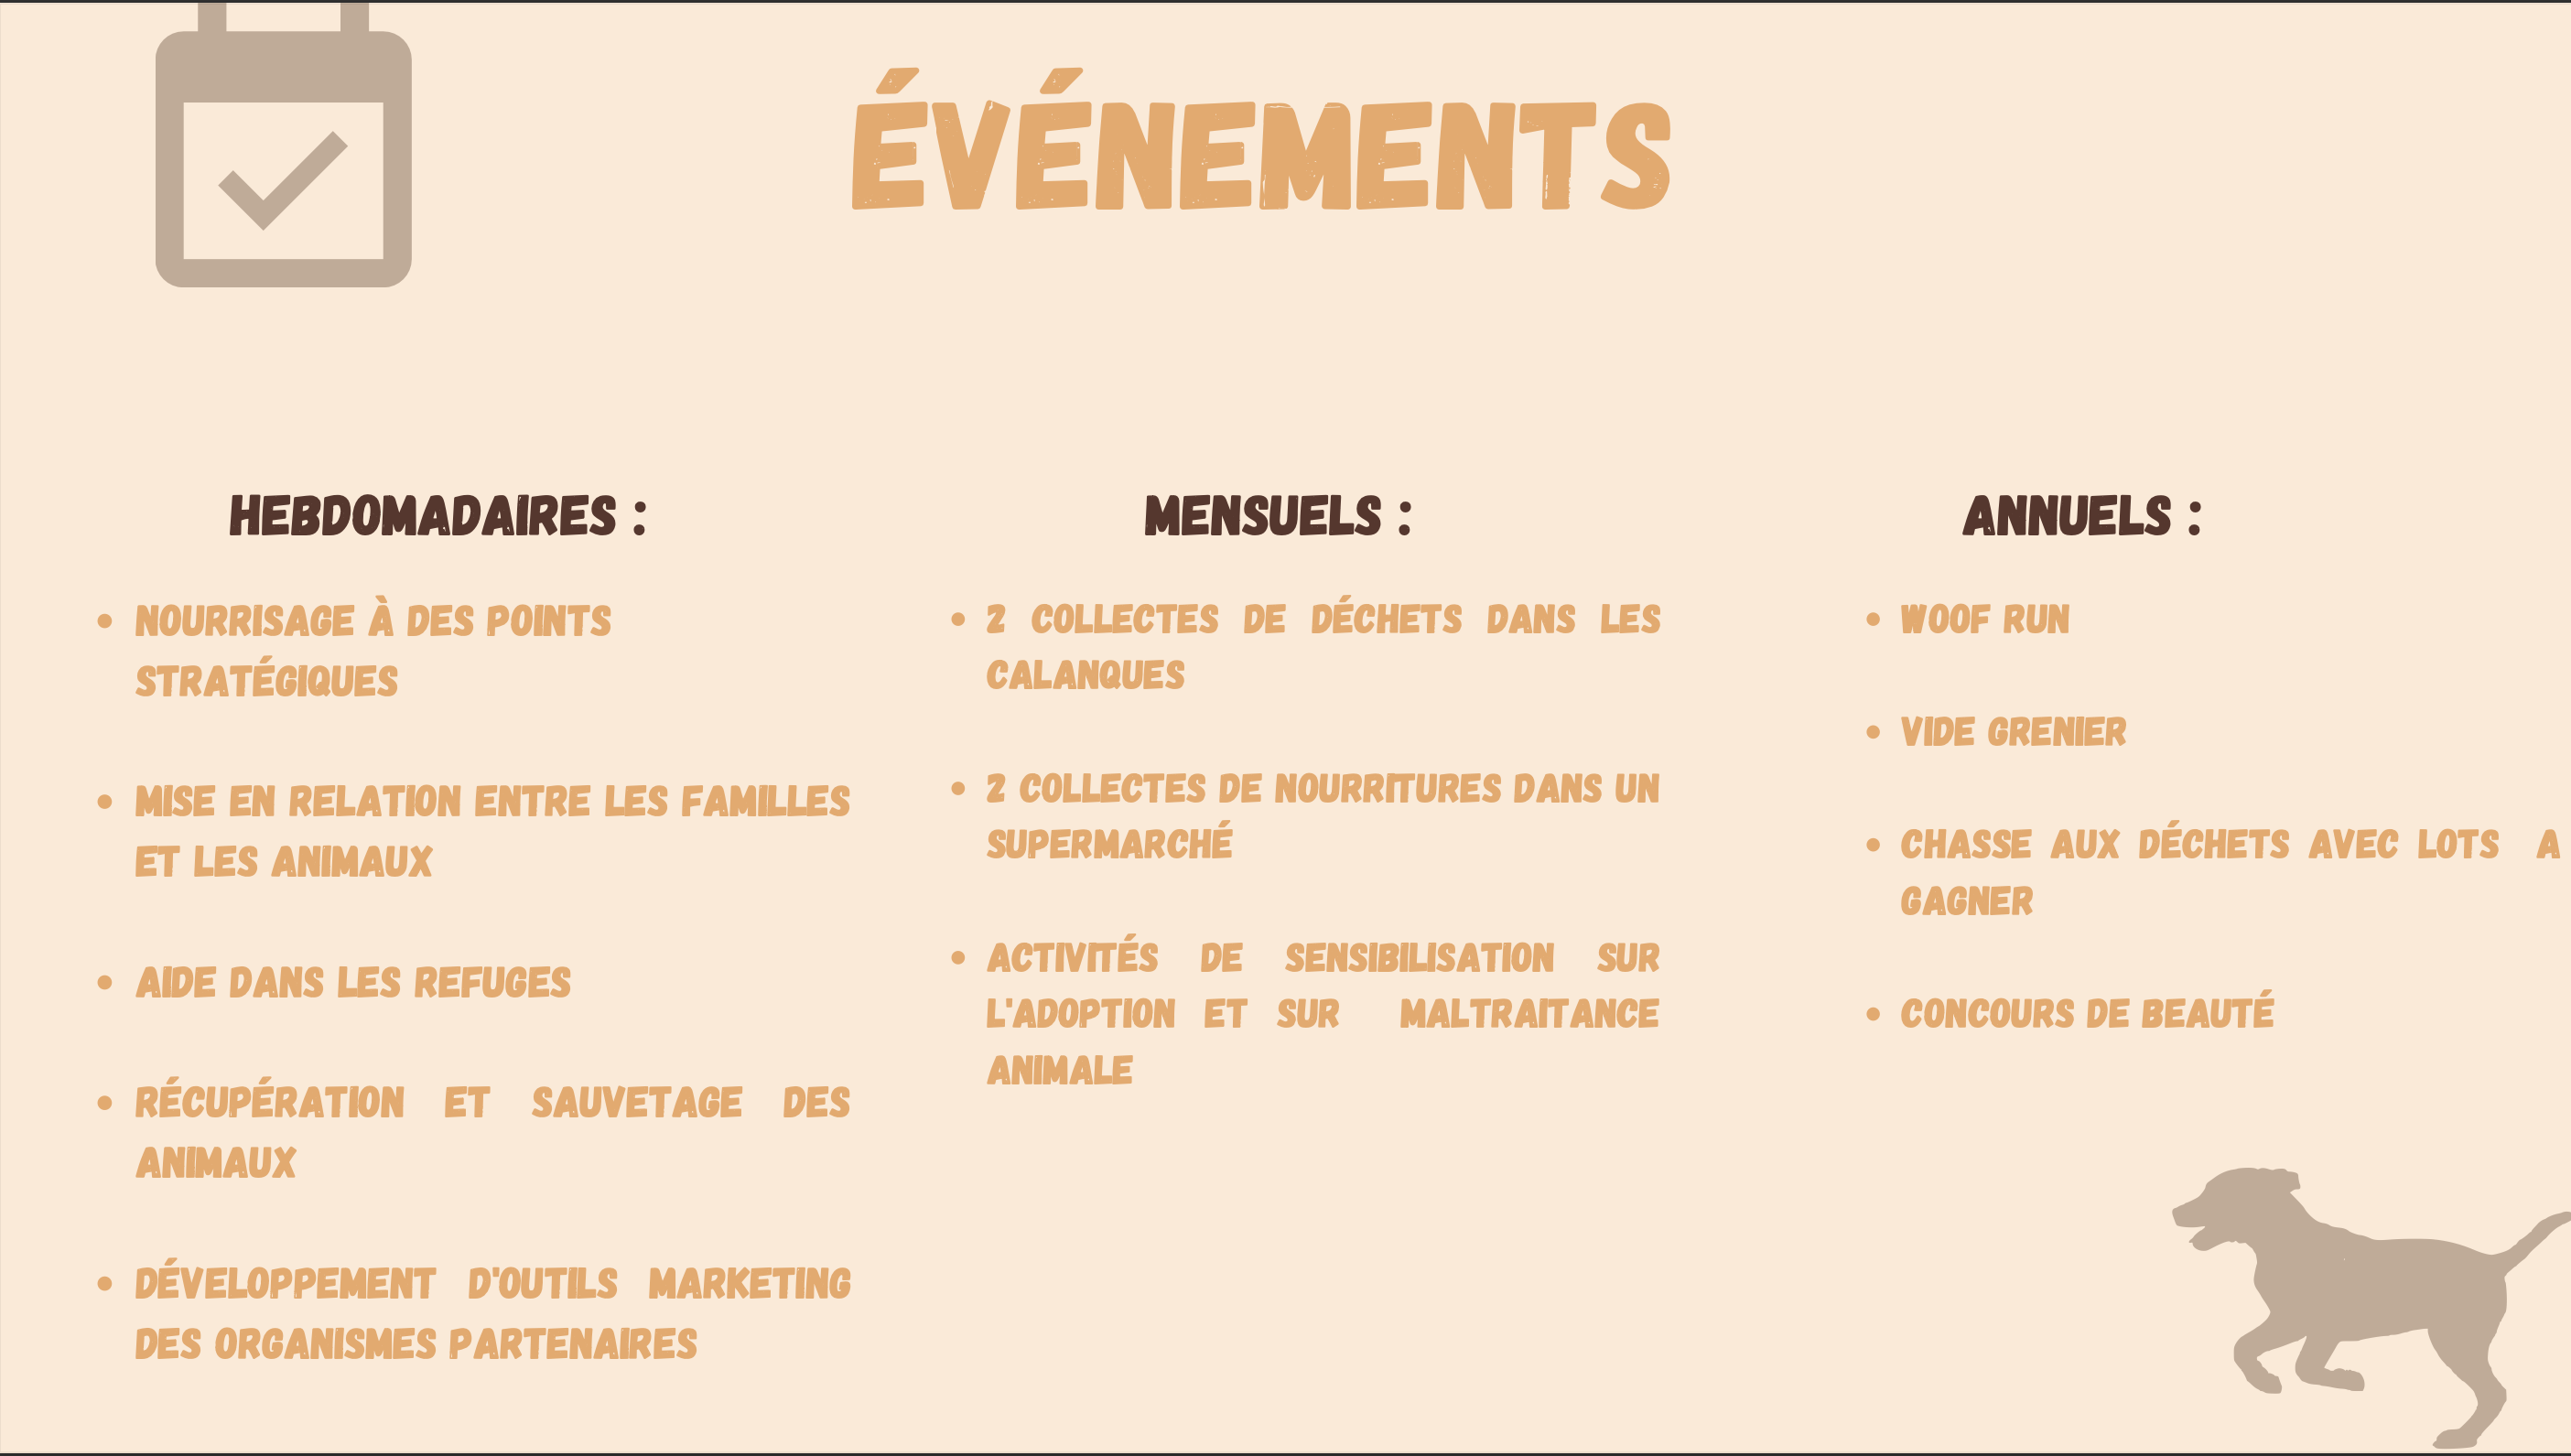 ÉVÉNEMENTS
HEBDOMADAIRES :
NOURRISAGE À DES POINTS
STRATÉGIQUES
MISE EN RELATION ENTRE LES FAMILLES
ET LES ANIMAUX
AIDE DANS LES REFUGES
RÉCUPÉRATION ET SAUVETAGE DES
ANIMAUX
DÉVELOPPEMENT D'OUTILS MARKETING
DES ORGANISMES PARTENAIRES
MENSUELS :
2 COLLECTES DE DÉCHETS DANS LES
CALANQUES
2 COLLECTES DE NOURRITURES DANS UN
SUPERMARCHÉ
ACTIVITÉS DE SENSIBILISATION SUR
L'ADOPTION ET SUR MALTRAITANCE
ANIMALE
ANNUELS :
WOOF RUN
VIDE GRENIER
CHASSE AUX DÉCHETS AVEC LOTS A
GAGNER
CONCOURS DE BEAUTÉ